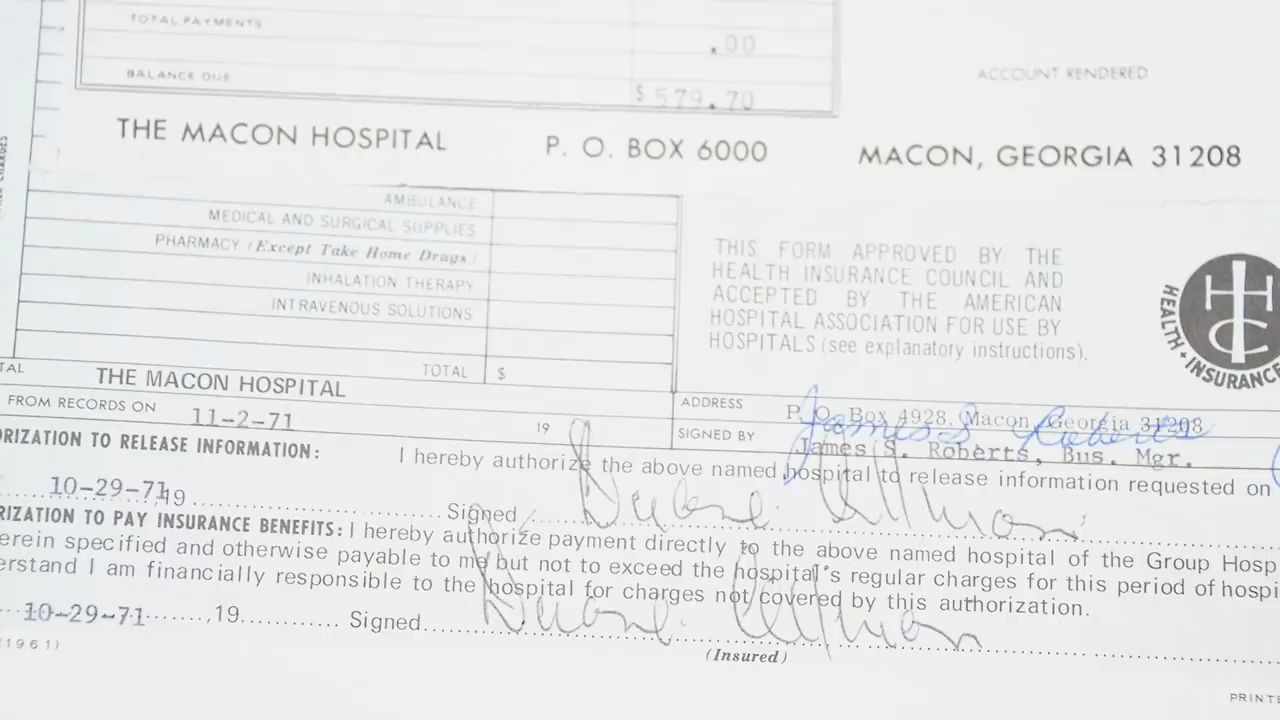 TOTAL PAYMENTS .00
BALANCE DUE $579.70
ACCOUNT RENDERED
THE MACON HOSPITAL P. O. BOX 6000 MACON, GEORGIA 31208
AMBULANCE
MEDICAL AND SURGICAL SUPPLIES
PHARMACY (Except Take Home Drugs)
INHALATION THERAPY
INTRAVENOUS SOLUTIONS
TOTAL $
THIS FORM APPROVED BY THE
HEALTH INSURANCE COUNCIL AND
ACCEPTED BY THE AMERICAN
HOSPITAL ASSOCIATION FOR USE BY
HOSPITALS (see explanatory instructions).
HIC
HEALTH INSURANCE
TAL THE MACON HOSPITAL
ADDRESS P. O. Box 4928, Macon, Georgia 31208
FROM RECORDS ON 11-2-71 19
James S. Roberts
SIGNED BY James S. Roberts, Bus. Mgr.
ORIZATION TO RELEASE INFORMATION: I hereby authorize the above named hospital to release information requested on
10-29-71,19 Signed Duane Allman
RIZATION TO PAY INSURANCE BENEFITS: I hereby authorize payment directly to the above named hospital of the Group Hosp
erein specified and otherwise payable to me but not to exceed the hospital's regular charges for this period of hospi
erstand I am financially responsible to the hospital for charges not covered by this authorization.
10-29-71,19 Signed Duane Allman
(Insured)
1961)
PRINTE